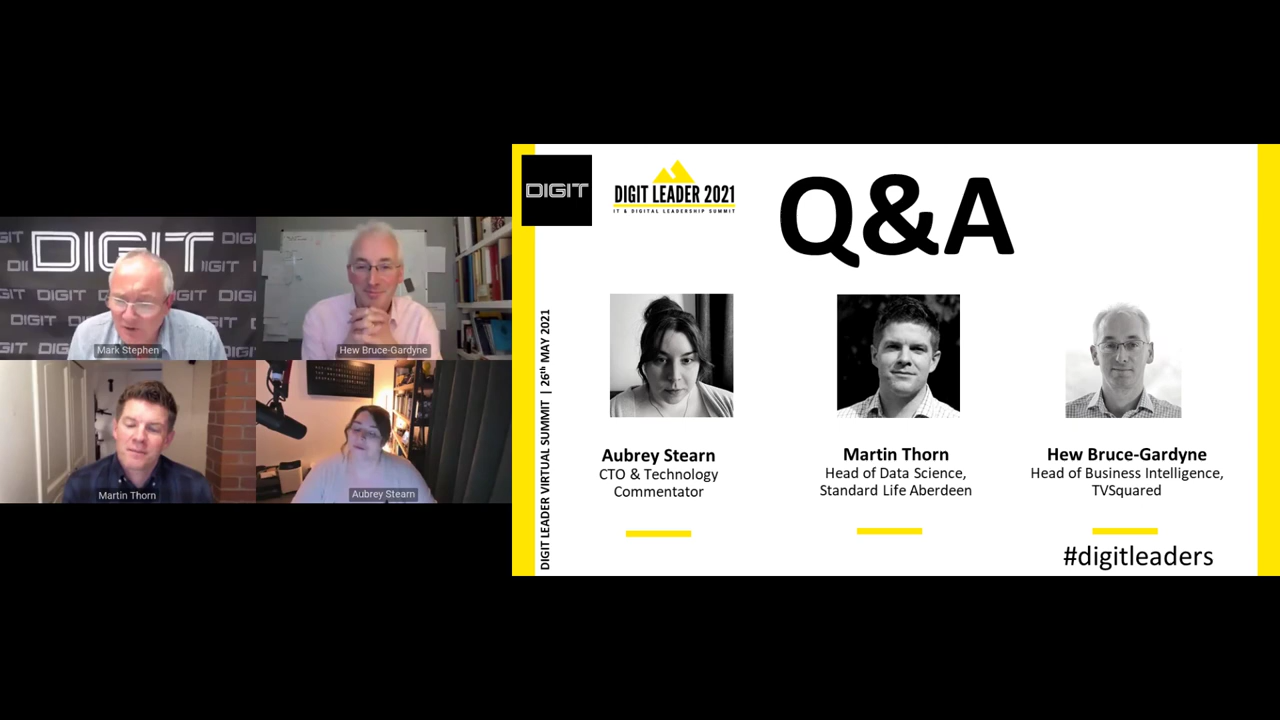 DIGIT
Mark Stephen
Hew Bruce-Gardyne
Martin Thorn
Aubrey Stearn
DIGIT
DIGIT LEADER 2021
IT & DIGITAL LEADERSHIP SUMMIT
Q&A
DIGIT LEADER VIRTUAL SUMMIT | 26th MAY 2021
Aubrey Stearn
CTO & Technology
Commentator
Martin Thorn
Head of Data Science,
Standard Life Aberdeen
Hew Bruce-Gardyne
Head of Business Intelligence,
TVSquared
#digitleaders